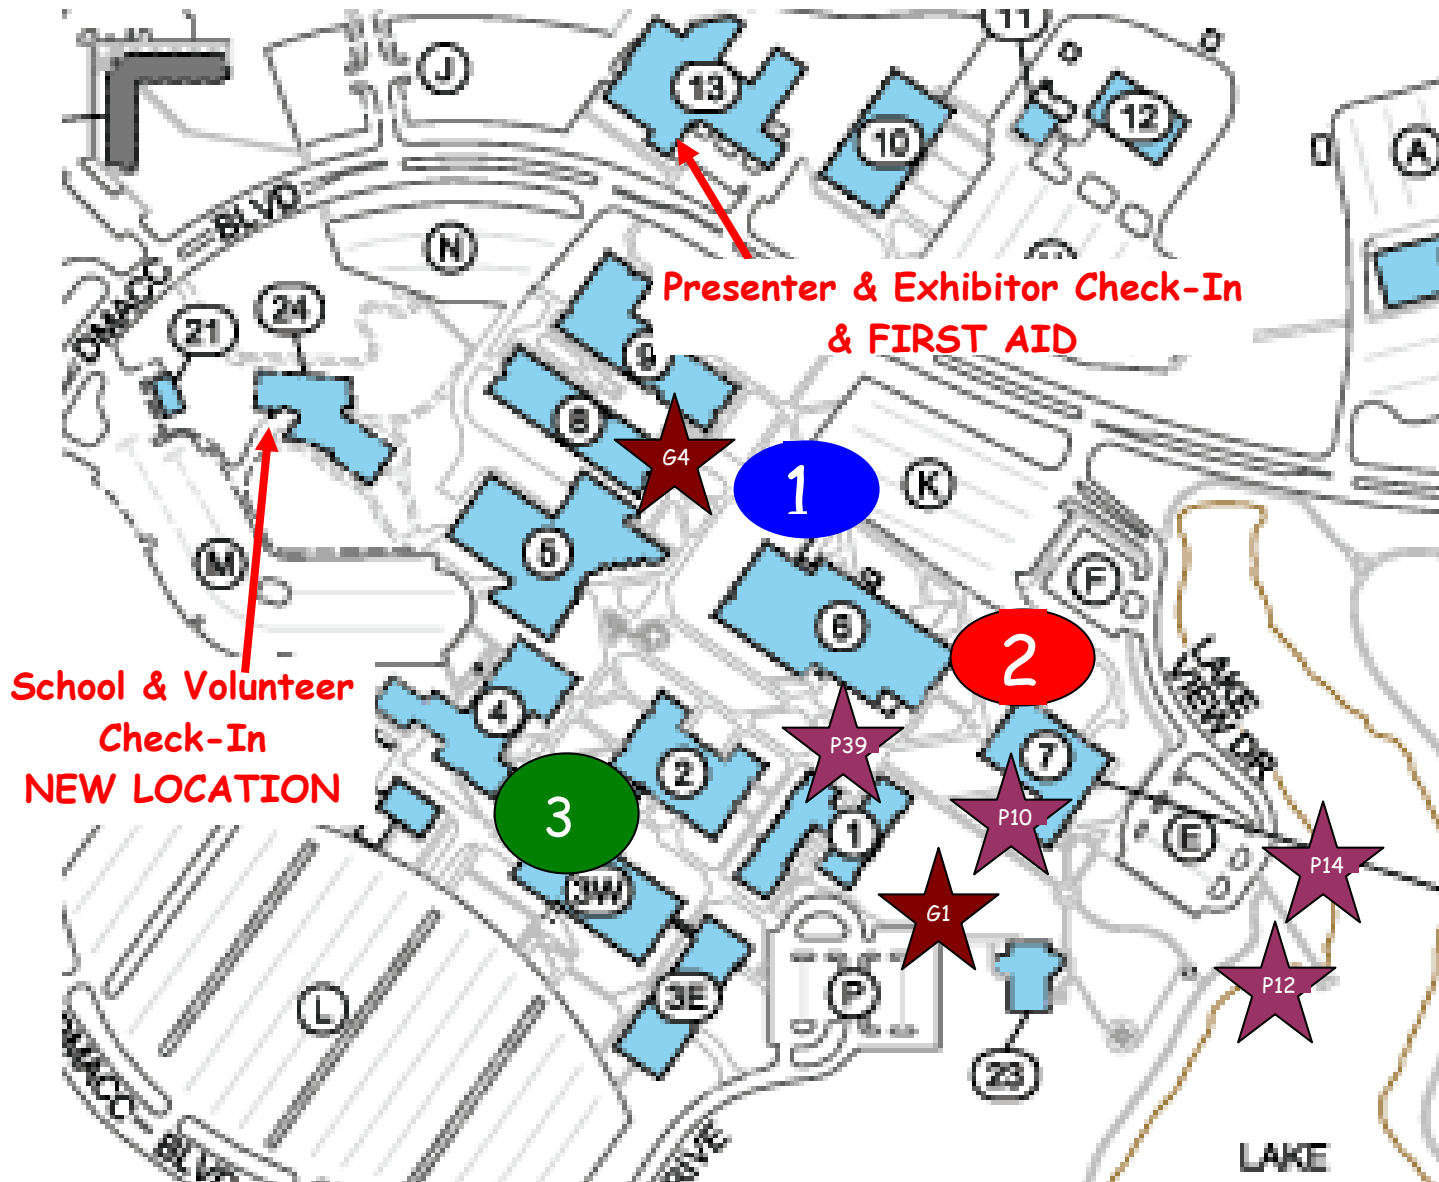 11
J
13
12
10
A
BLVD
N
DMACC
Presenter & Exhibitor Check-In
& FIRST AID
24
21
9
8
G4
1
K
5
M
F
6
2
LAKE
VIEW DR
School & Volunteer
Check-In
NEW LOCATION
4
P39
7
2
3
P10
1
E
P14
3W
G1
P12
3E
P
L
23
DMACC
BLVD
LAKE